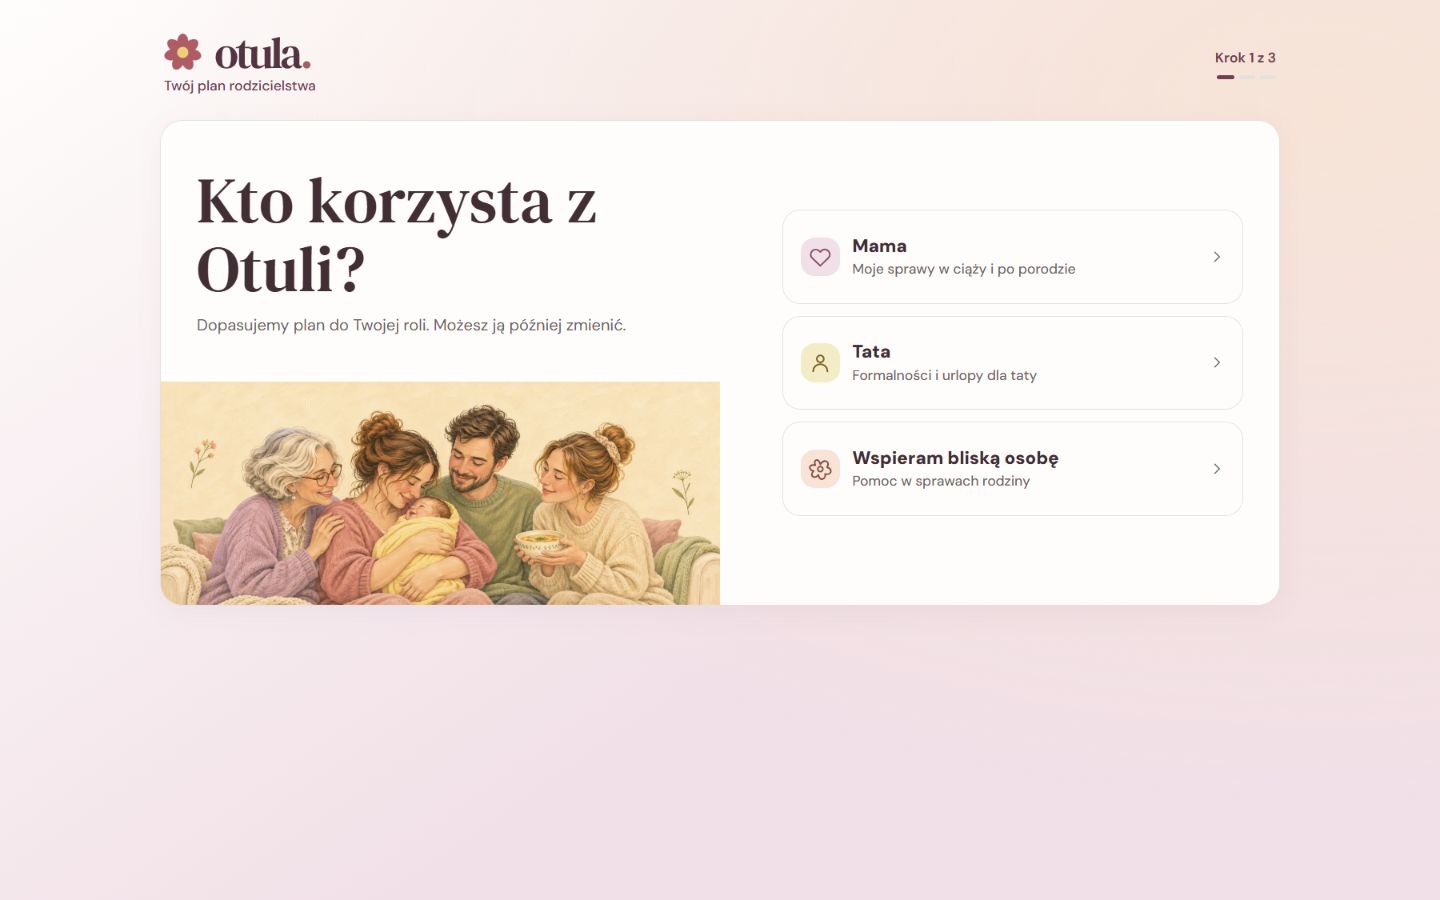 otula.
Twój plan rodzicielstwa
Krok 1 z 3
Kto korzysta z
Otuli?
Dopasujemy plan do Twojej roli. Możesz ją później zmienić.
Mama
Moje sprawy w ciąży i po porodzie
Tata
Formalności i urlopy dla taty
Wspieram bliską osobę
Pomoc w sprawach rodziny